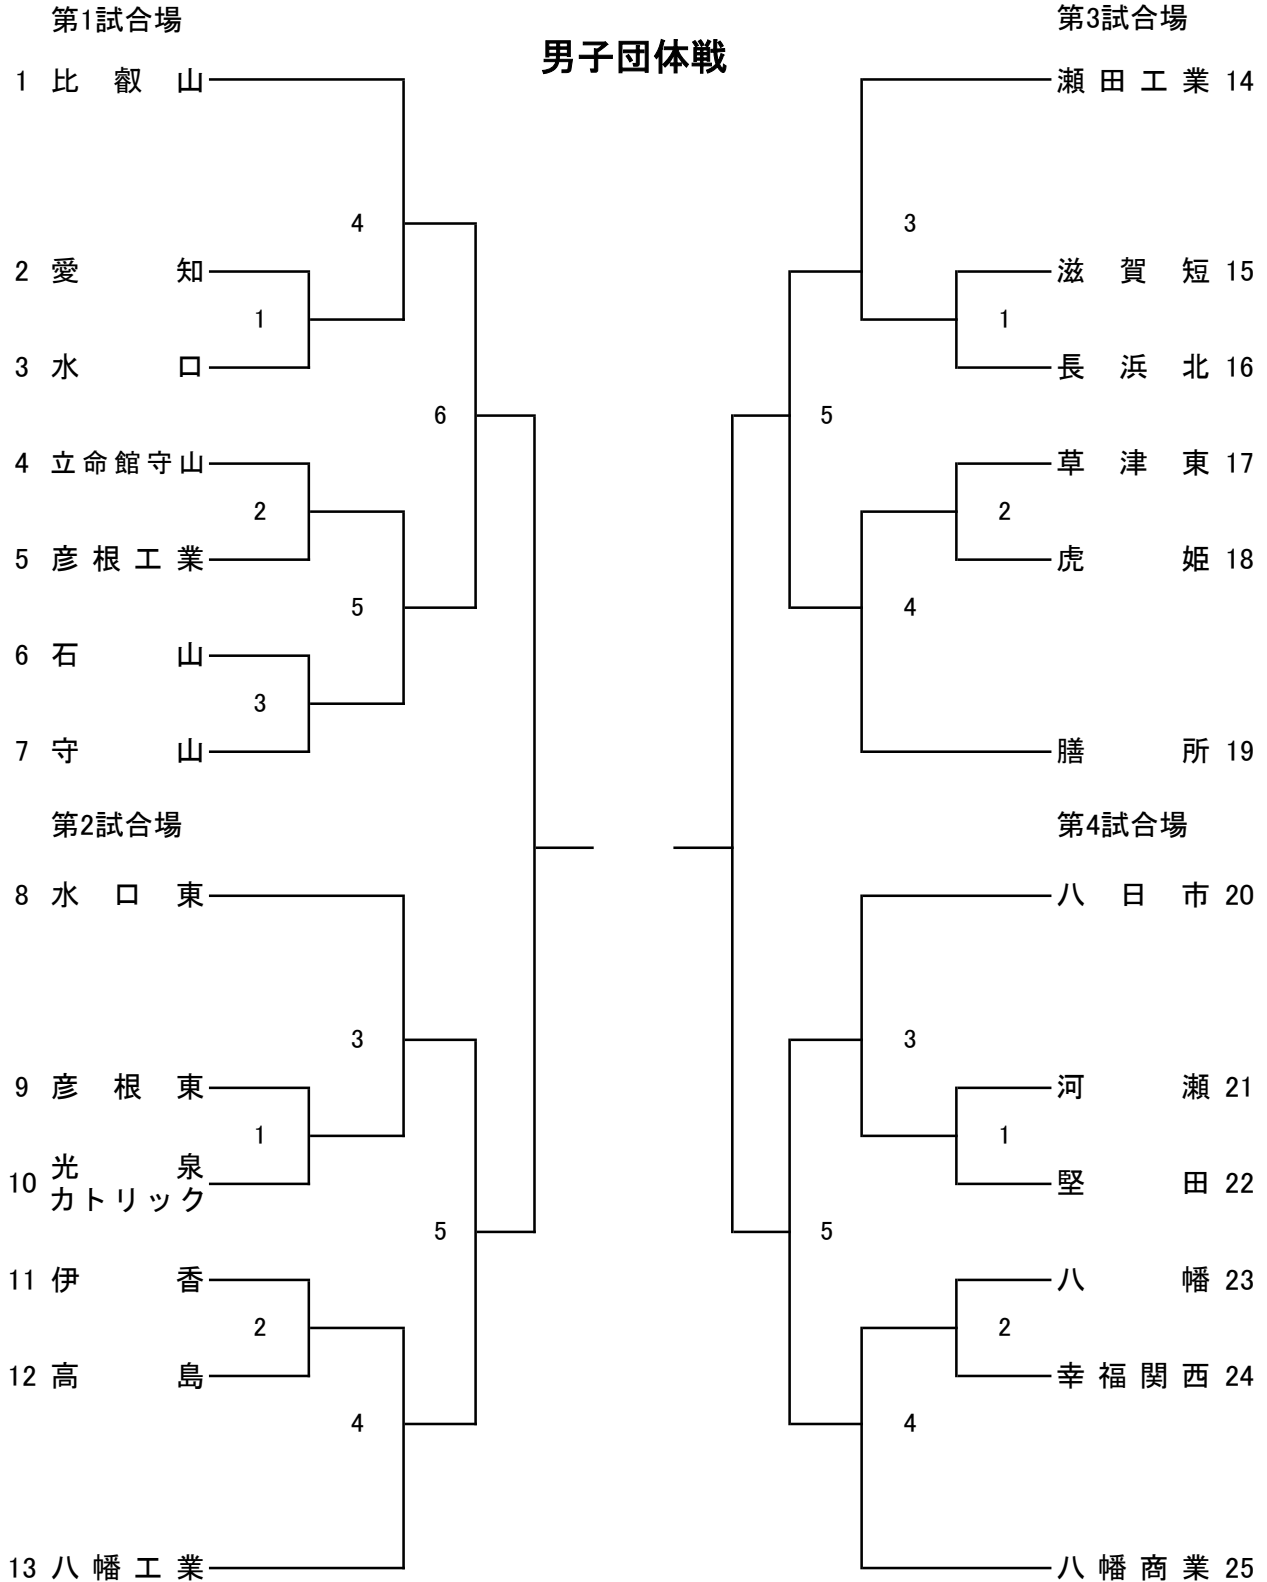 男子団体戦
第1試合場
1 比叡山
4
2 愛知
1
3 水口
6
4 立命館守山
2
5 彦根工業
5
6 石山
3
7 守山
第2試合場
8 水口東
3
9 彦根東
1
10 光泉
カトリック
5
11 伊香
2
12 高島
4
13 八幡工業
第3試合場
瀬田工業 14
3
滋賀短 15
1
長浜北 16
5
草津東 17
2
虎姫 18
4
膳所 19
第4試合場
八日市 20
3
河瀬 21
1
堅田 22
5
八幡 23
2
幸福関西 24
4
八幡商業 25